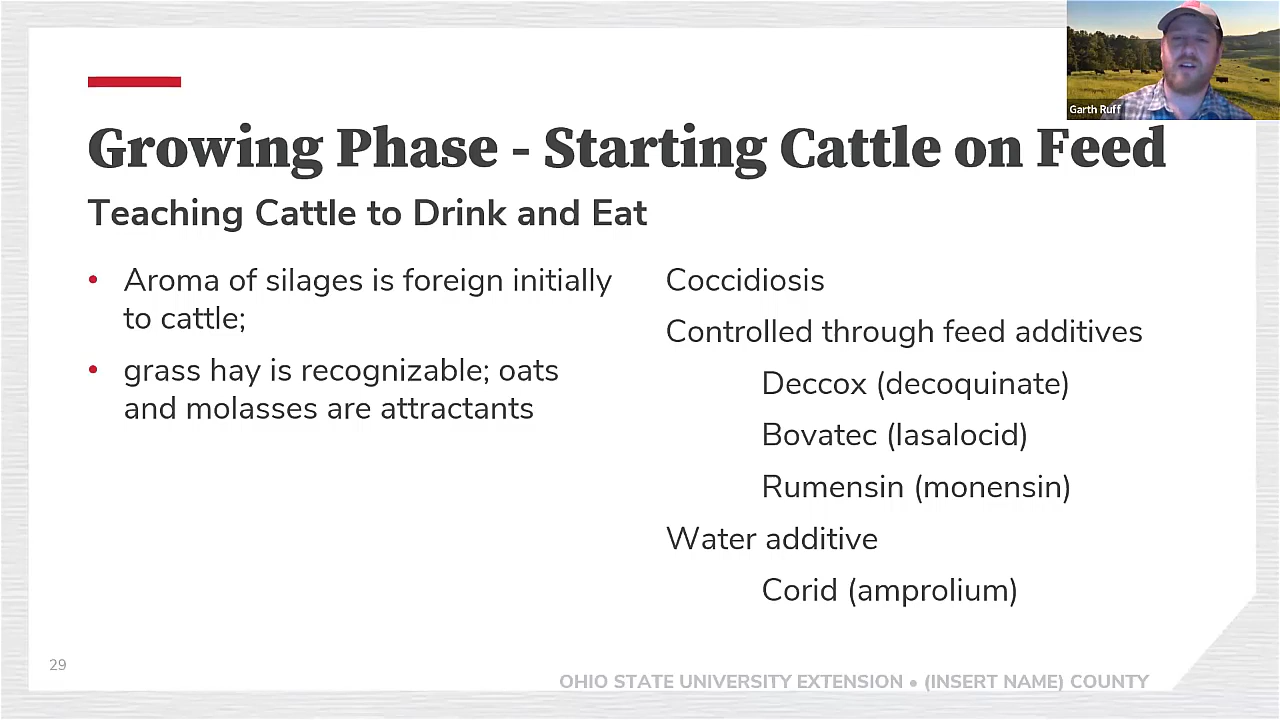 Garth Ruff
Growing Phase - Starting Cattle on Feed
Teaching Cattle to Drink and Eat
• Aroma of silages is foreign initially
to cattle;
• grass hay is recognizable; oats
and molasses are attractants
Coccidiosis
Controlled through feed additives
Deccox (decoquinate)
Bovatec (lasalocid)
Rumensin (monensin)
Water additive
Corid (amprolium)
29
OHIO STATE UNIVERSITY EXTENSION • (INSERT NAME) COUNTY